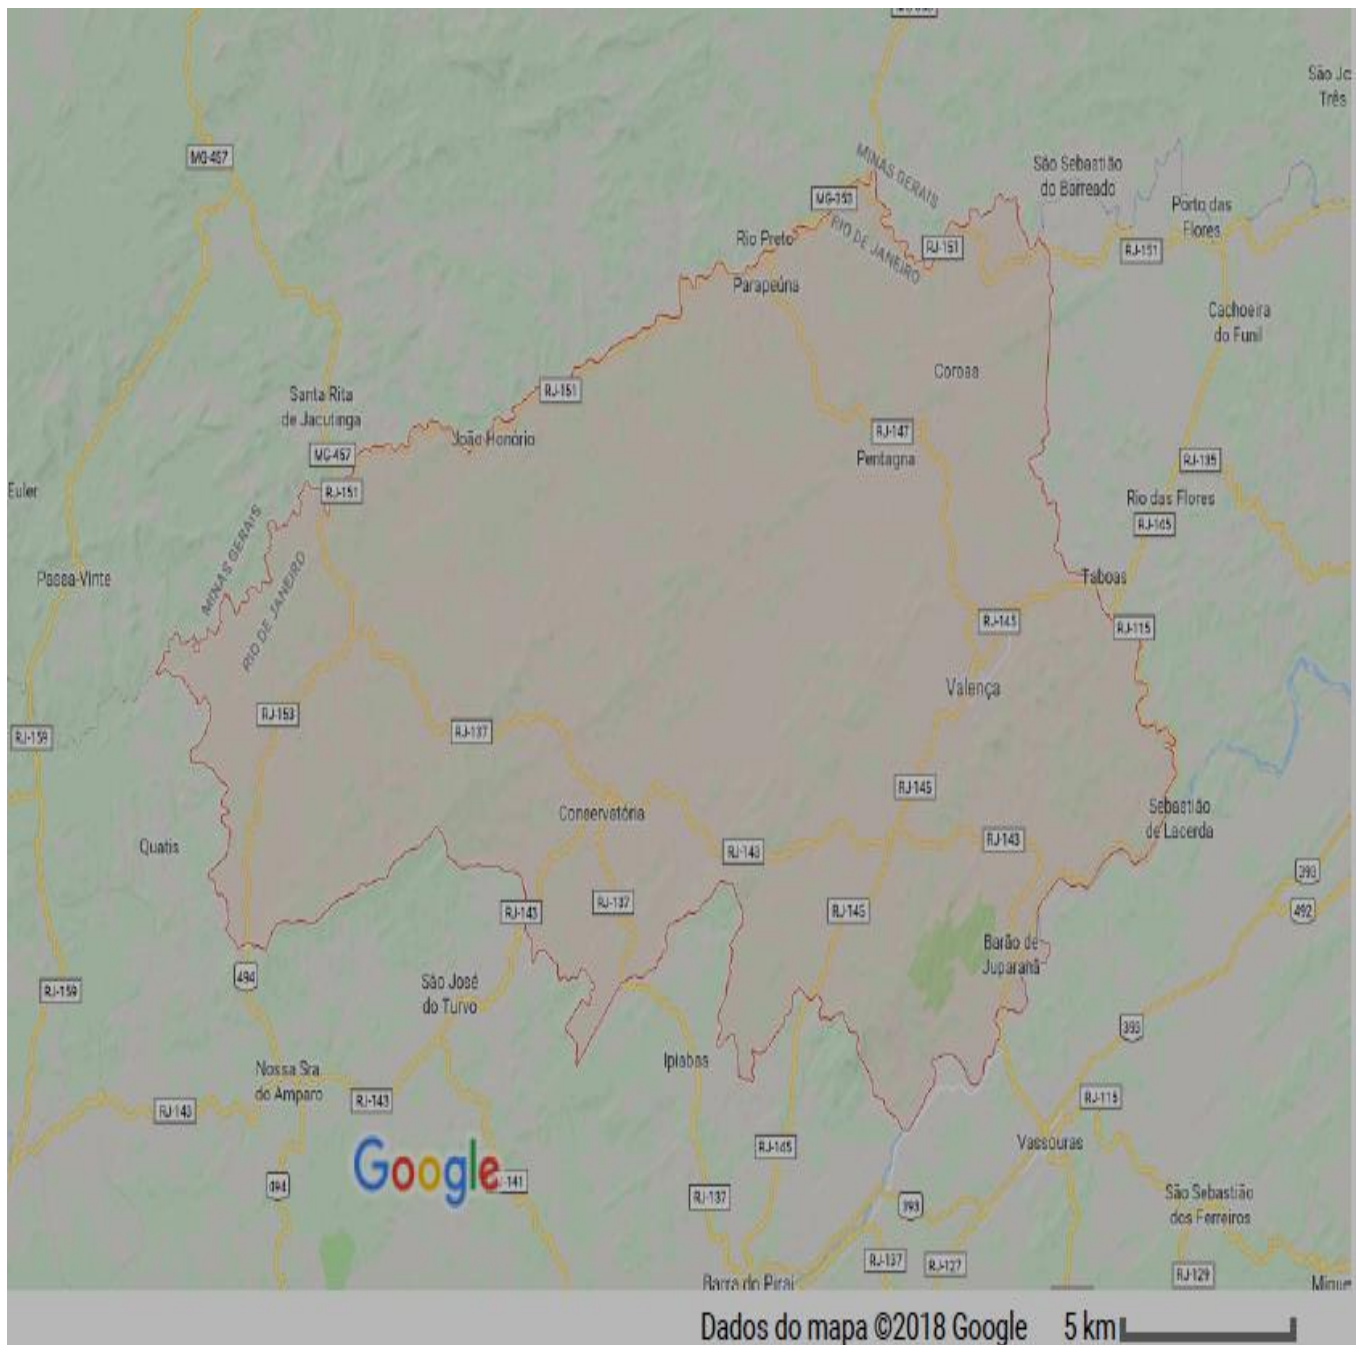 São Jo
Três
MG-457
MINAS GERAIS
São Sebastião
do Barreado
MG-353
Porto das
Flores
Rio Preto
RIO DE JANEIRO
RJ-151
RJ-151
Parapeúna
Cachoeira
do Funil
Coroas
RJ-151
Santa Rita
de Jacutinga
João Honório
RJ-147
MG-457
Pentagna
RJ-135
Euler
RJ-151
Rio das Flores
RJ-145
MINAS GERAIS
Passa-Vinte
RIO DE JANEIRO
Taboas
RJ-145
RJ-115
Valença
RJ-153
RJ-137
RJ-159
RJ-145
Conservatória
Sebastião
de Lacerda
Quatis
RJ-143
RJ-143
393
RJ-137
RJ-143
RJ-145
492
Barão de
Juparanã
494
São José
do Turvo
RJ-159
393
Ipiabas
Nossa Sra.
do Amparo
RJ-143
RJ-143
RJ-115
Vassouras
RJ-145
Google
-141
494
RJ-137
393
São Sebastião
dos Ferreiros
RJ-137
RJ-127
RJ-129
Barra do Piraí
Migue
Dados do mapa ©2018 Google 5 km